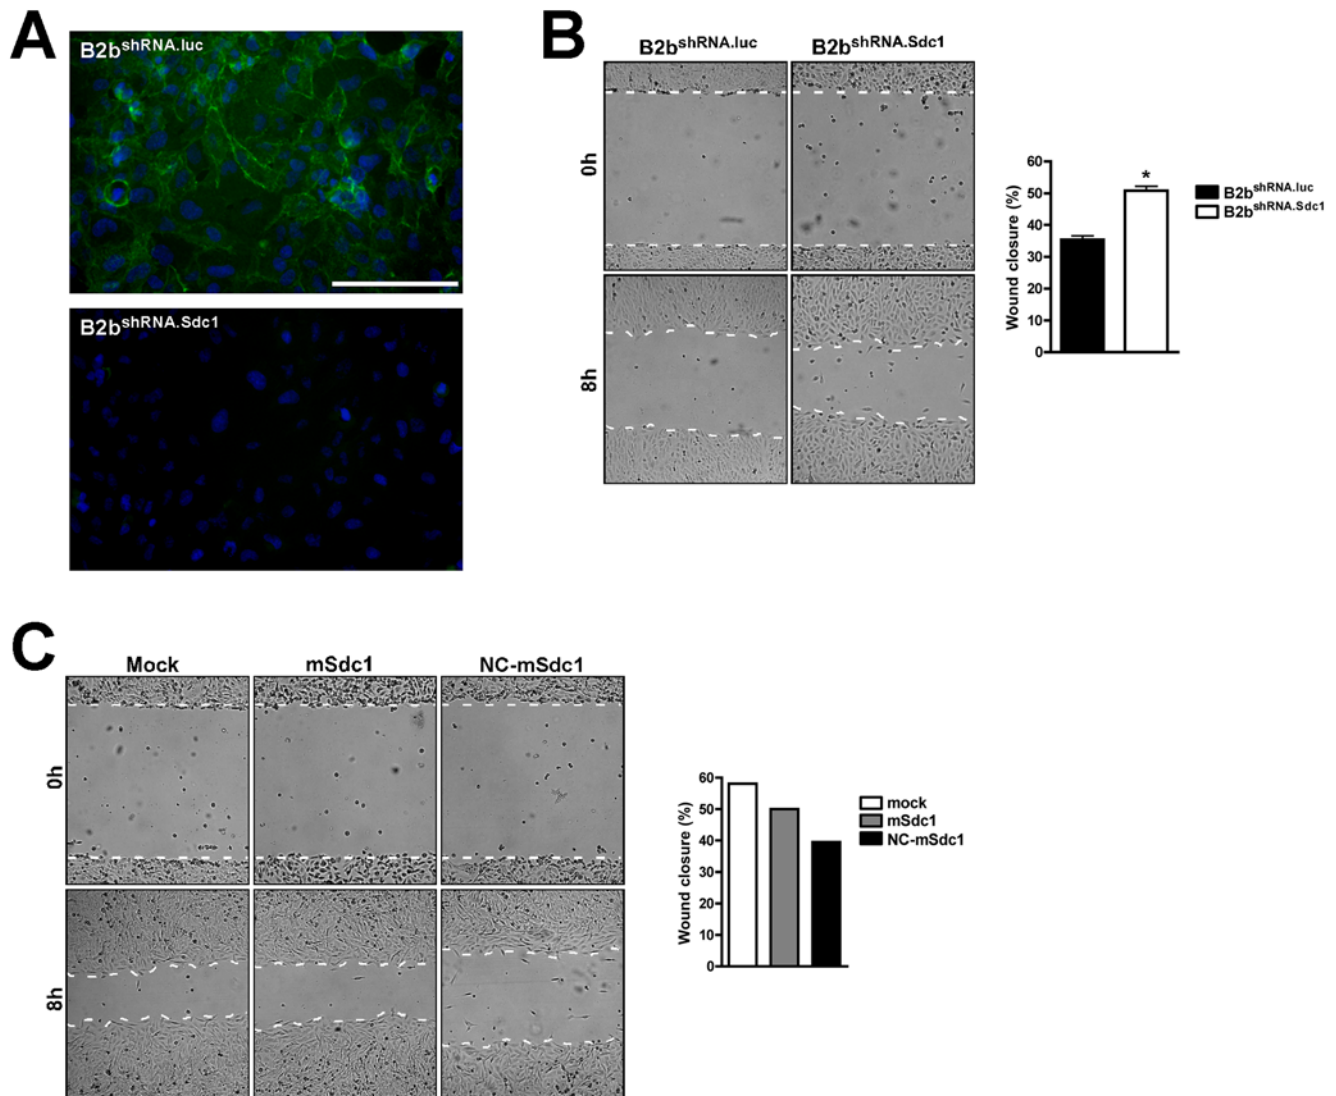 A
B2bshRNA.luc
B2bshRNA.Sdc1
B
B2bshRNA.luc
B2bshRNA.Sdc1
0h
8h
Wound closure (%)
60
50
40
30
20
10
0
*
B2bshRNA.luc
B2bshRNA.Sdc1
C
Mock
mSdc1
NC-mSdc1
0h
8h
Wound closure (%)
60
50
40
30
20
10
0
mock
mSdc1
NC-mSdc1